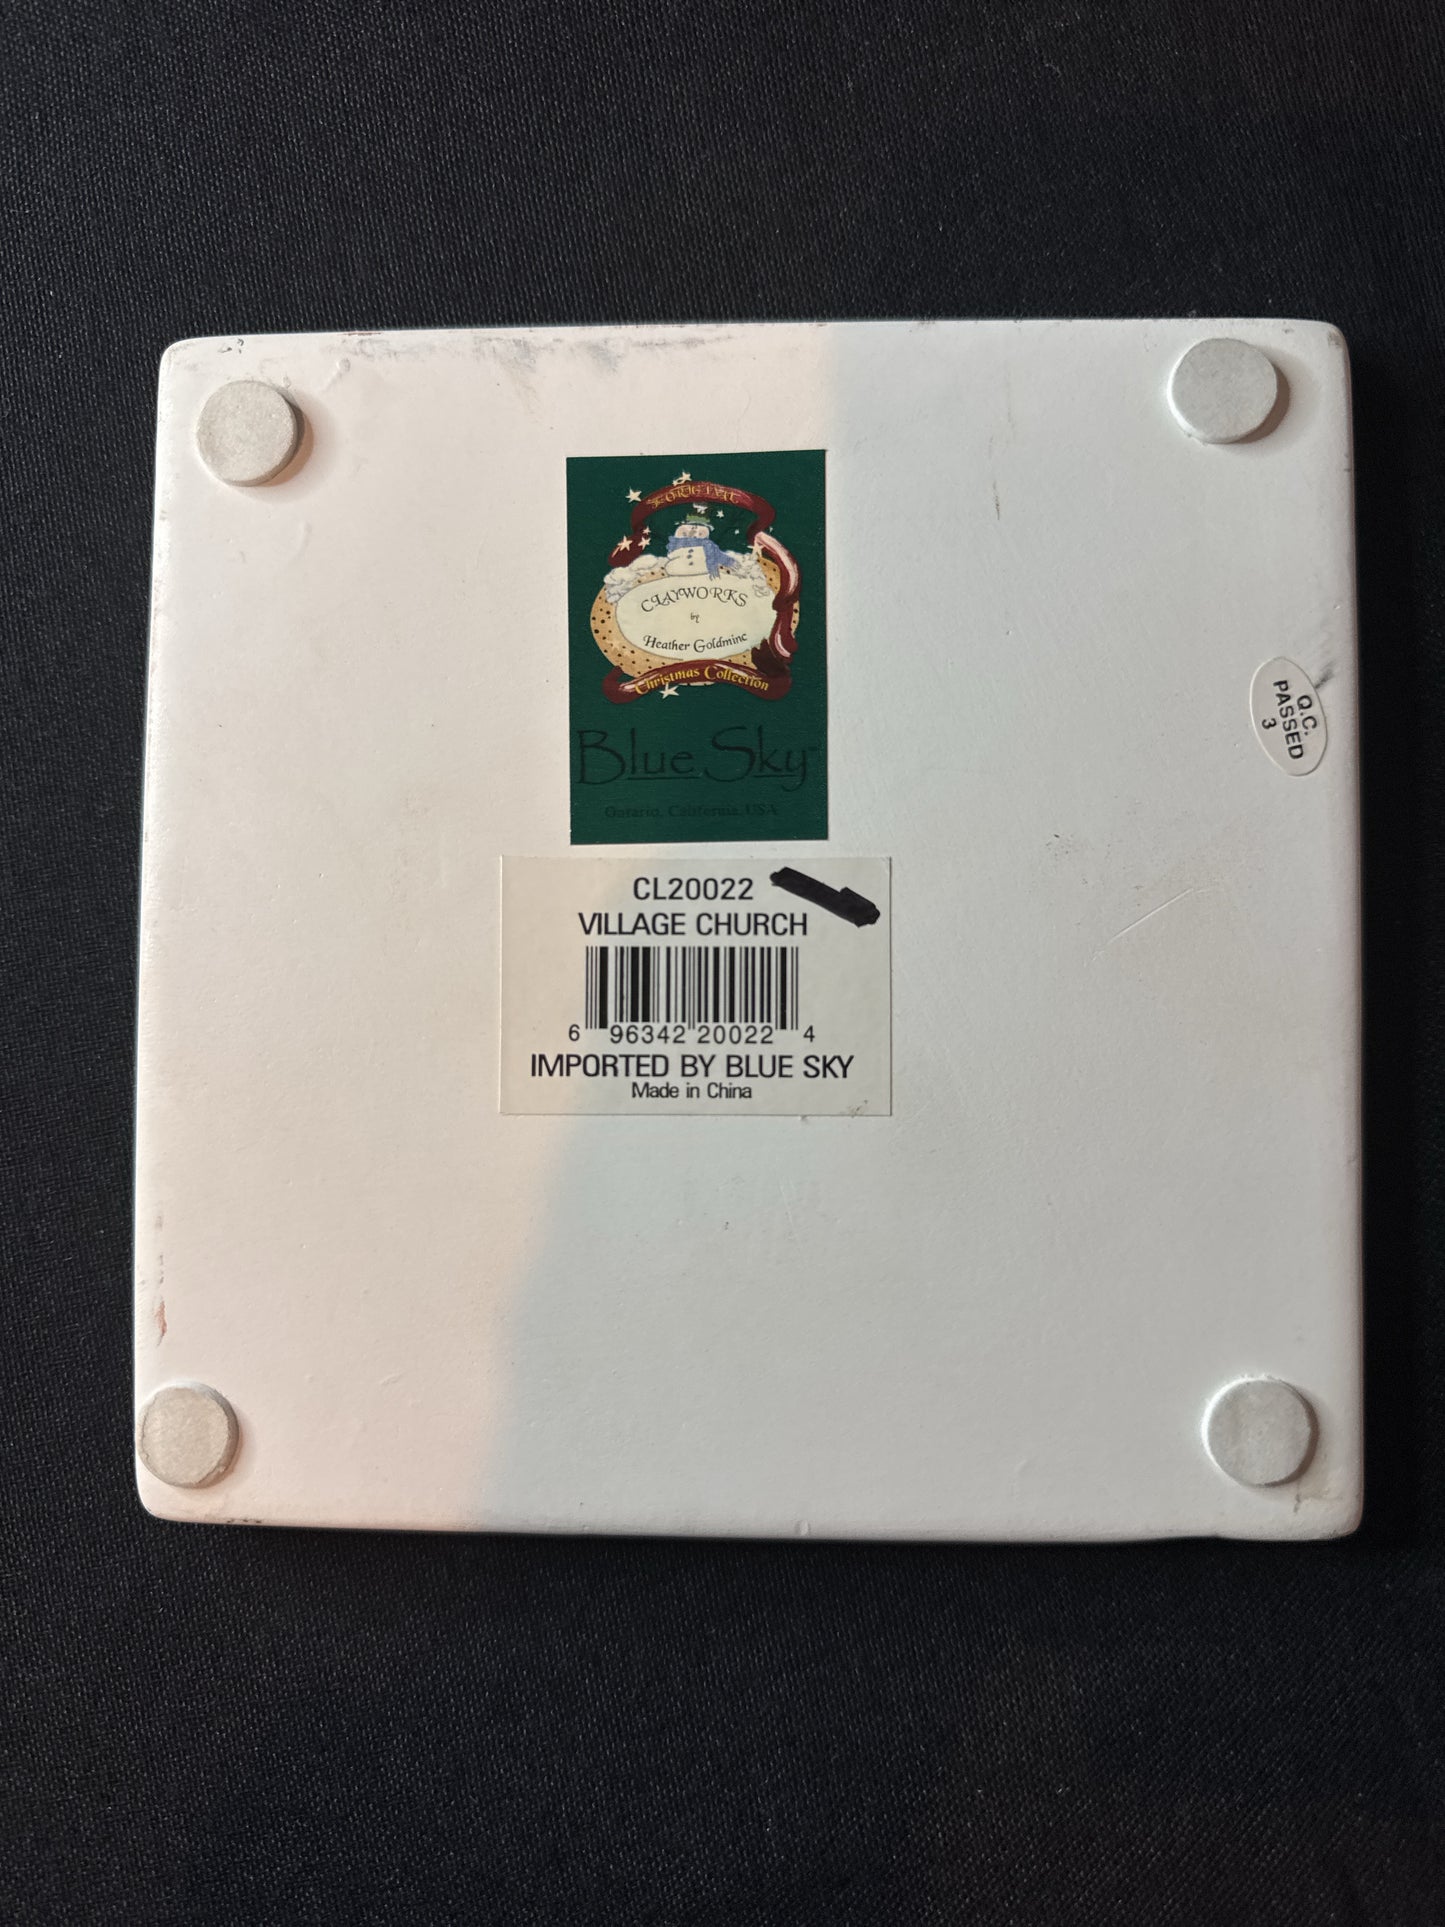 ORIGINAL
CLAYWORKS
by
Heather Goldminc
Christmas Collection
Blue Sky™
Ontario, California, USA
Q.C.
PASSED
3
CL20022
VILLAGE CHURCH
6 96342 20022 4
IMPORTED BY BLUE SKY
Made in China